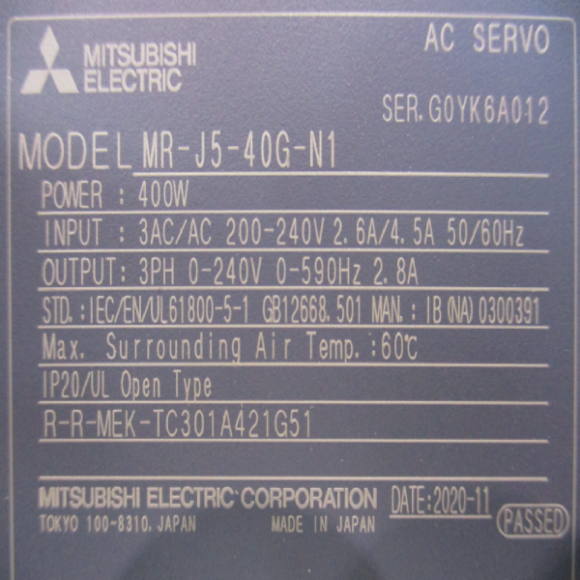 MITSUBISHI
ELECTRIC
AC SERVO
SER. G0YK6A012
MODEL MR-J5-40G-N1
POWER : 400W
INPUT : 3AC/AC 200-240V 2.6A/4.5A 50/60Hz
OUTPUT: 3PH 0-240V 0-590Hz 2.8A
STD.: IEC/EN/UL61800-5-1 GB12668.501 MAN.: IB(NA)0300391
Max. Surrounding Air Temp.:60℃
IP20/UL Open Type
R-R-MEK-TC301A421G51
MITSUBISHI ELECTRIC CORPORATION DATE:2020-11
TOKYO 100-8310, JAPAN MADE IN JAPAN PASSED